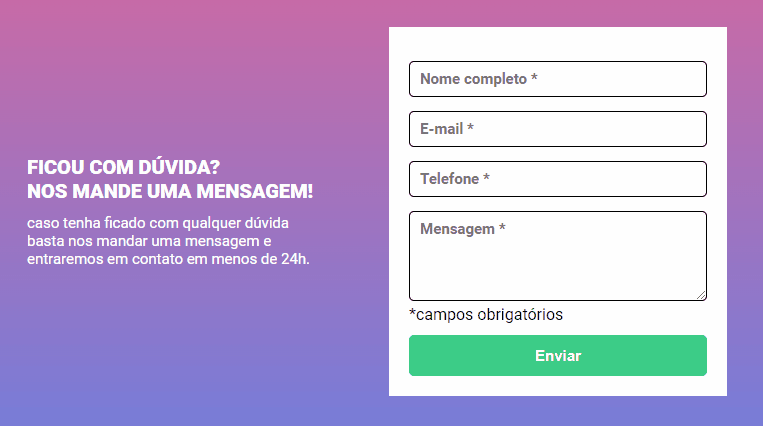 FICOU COM DÚVIDA?
NOS MANDE UMA MENSAGEM!
caso tenha ficado com qualquer dúvida
basta nos mandar uma mensagem e
entraremos em contato em menos de 24h.
Nome completo *
E-mail *
Telefone *
Mensagem *
*campos obrigatórios
Enviar